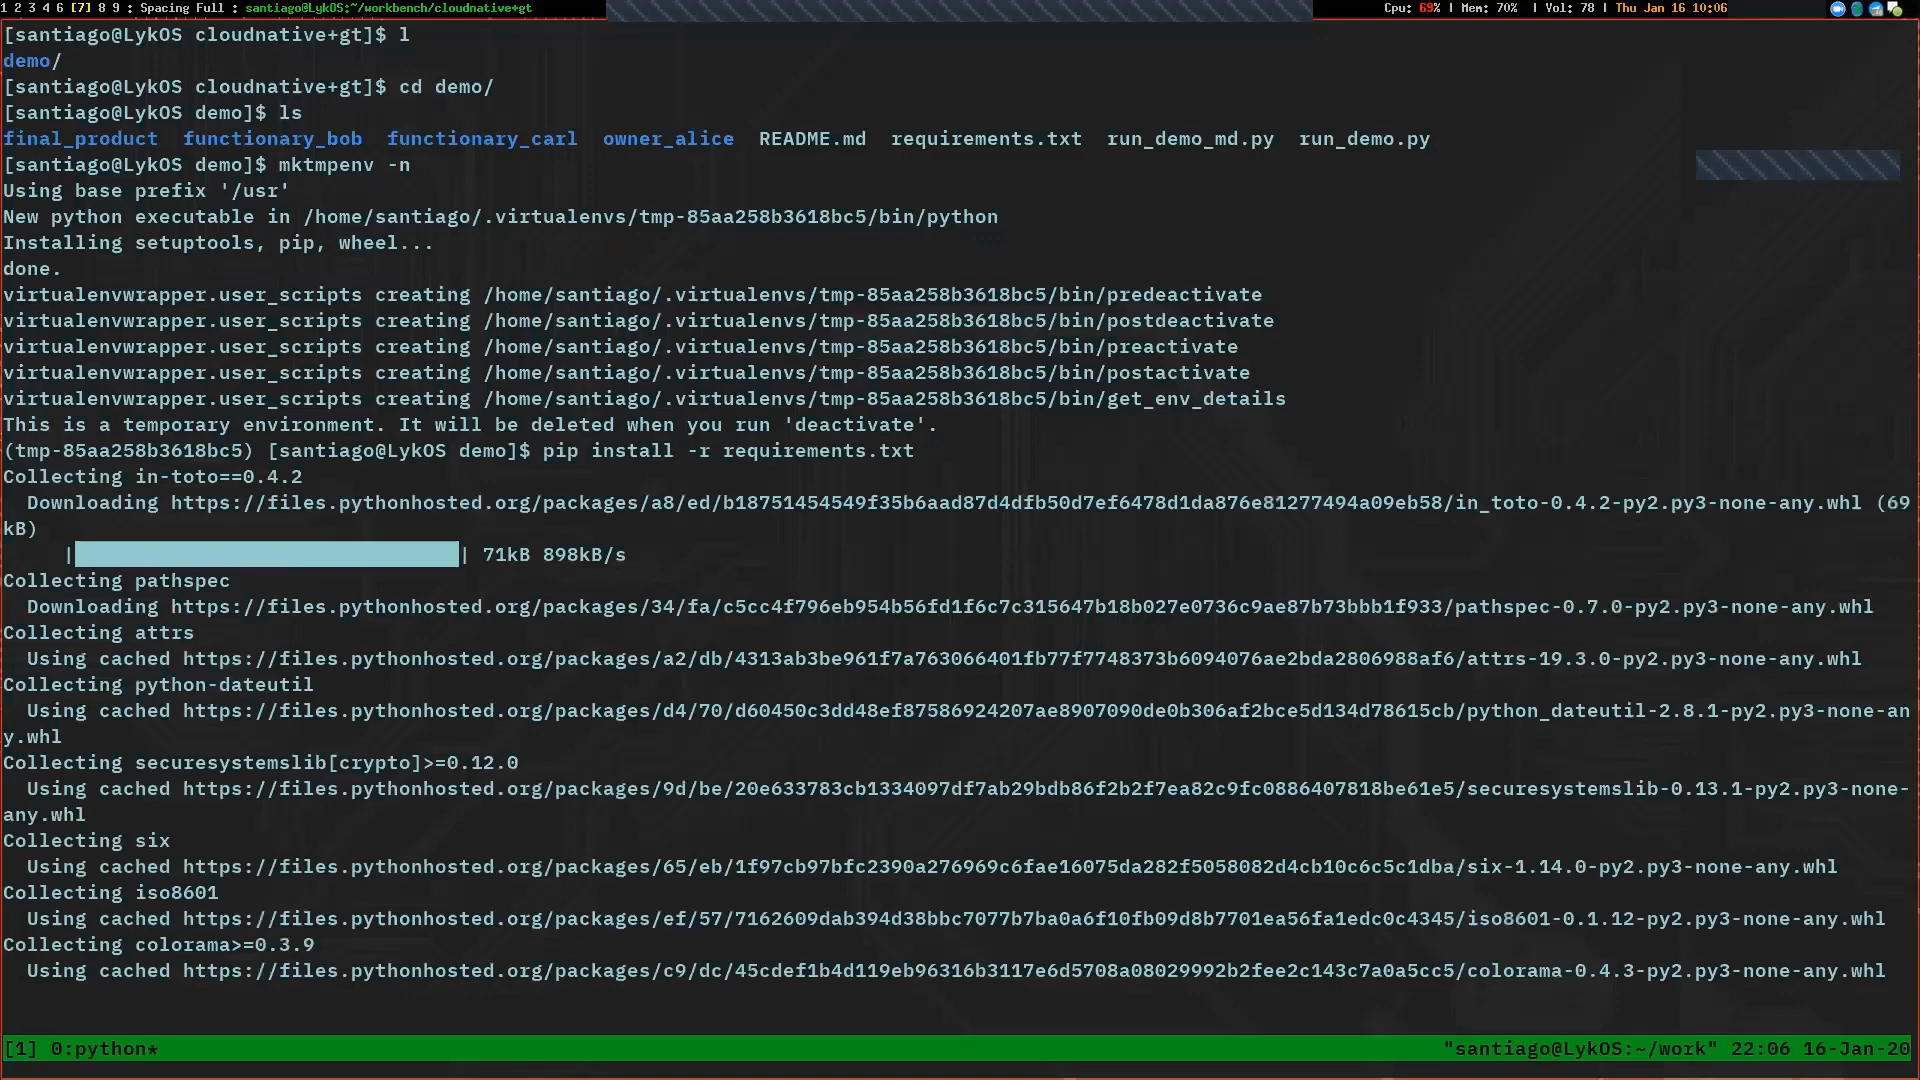 1 2 3 4 6 [7] 8 9 : Spacing Full : santiago@LykOS:~/workbench/cloudnative+gt Cpu: 69% | Mem: 70% | Vol: 78 | Thu Jan 16 10:06
[santiago@LykOS cloudnative+gt]$ l
demo/
[santiago@LykOS cloudnative+gt]$ cd demo/
[santiago@LykOS demo]$ ls
final_product functionary_bob functionary_carl owner_alice README.md requirements.txt run_demo_md.py run_demo.py
[santiago@LykOS demo]$ mktmpenv -n
Using base prefix '/usr'
New python executable in /home/santiago/.virtualenvs/tmp-85aa258b3618bc5/bin/python
Installing setuptools, pip, wheel...
done.
virtualenvwrapper.user_scripts creating /home/santiago/.virtualenvs/tmp-85aa258b3618bc5/bin/predeactivate
virtualenvwrapper.user_scripts creating /home/santiago/.virtualenvs/tmp-85aa258b3618bc5/bin/postdeactivate
virtualenvwrapper.user_scripts creating /home/santiago/.virtualenvs/tmp-85aa258b3618bc5/bin/preactivate
virtualenvwrapper.user_scripts creating /home/santiago/.virtualenvs/tmp-85aa258b3618bc5/bin/postactivate
virtualenvwrapper.user_scripts creating /home/santiago/.virtualenvs/tmp-85aa258b3618bc5/bin/get_env_details
This is a temporary environment. It will be deleted when you run 'deactivate'.
(tmp-85aa258b3618bc5) [santiago@LykOS demo]$ pip install -r requirements.txt
Collecting in-toto==0.4.2
Downloading https://files.pythonhosted.org/packages/a8/ed/b18751454549f35b6aad87d4dfb50d7ef6478d1da876e81277494a09eb58/in_toto-0.4.2-py2.py3-none-any.whl (69
kB)
| | 71kB 898kB/s
Collecting pathspec
Downloading https://files.pythonhosted.org/packages/34/fa/c5cc4f796eb954b56fd1f6c7c315647b18b027e0736c9ae87b73bbb1f933/pathspec-0.7.0-py2.py3-none-any.whl
Collecting attrs
Using cached https://files.pythonhosted.org/packages/a2/db/4313ab3be961f7a763066401fb77f7748373b6094076ae2bda2806988af6/attrs-19.3.0-py2.py3-none-any.whl
Collecting python-dateutil
Using cached https://files.pythonhosted.org/packages/d4/70/d60450c3dd48ef87586924207ae8907090de0b306af2bce5d134d78615cb/python_dateutil-2.8.1-py2.py3-none-an
y.whl
Collecting securesystemslib[crypto]>=0.12.0
Using cached https://files.pythonhosted.org/packages/9d/be/20e633783cb1334097df7ab29bdb86f2b2f7ea82c9fc0886407818be61e5/securesystemslib-0.13.1-py2.py3-none-
any.whl
Collecting six
Using cached https://files.pythonhosted.org/packages/65/eb/1f97cb97bfc2390a276969c6fae16075da282f5058082d4cb10c6c5c1dba/six-1.14.0-py2.py3-none-any.whl
Collecting iso8601
Using cached https://files.pythonhosted.org/packages/ef/57/7162609dab394d38bbc7077b7ba0a6f10fb09d8b7701ea56fa1edc0c4345/iso8601-0.1.12-py2.py3-none-any.whl
Collecting colorama>=0.3.9
Using cached https://files.pythonhosted.org/packages/c9/dc/45cdef1b4d119eb96316b3117e6d5708a08029992b2fee2c143c7a0a5cc5/colorama-0.4.3-py2.py3-none-any.whl
[1] 0:python* "santiago@LykOS:~/work" 22:06 16-Jan-20